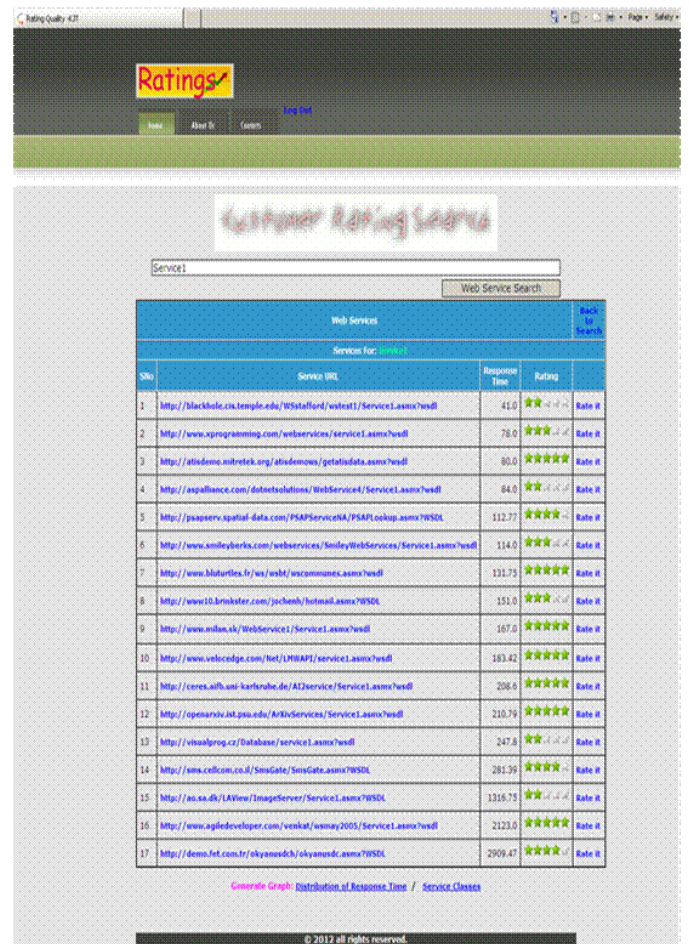 Rating Quality 4.3T
Page Safety
Ratings
Log Out
Home About Us Contacts
Customer Rating Search
Service1
Web Service Search
Web Services Back to Search
Services for: Service1
SNo Service URL Response Time Rating
1 http://blackhole.cis.temple.edu/WSstafford/wstest1/Service1.asmx?wsdl 41.0 Rate it
2 http://www.xprogramming.com/webservices/service1.asmx?wsdl 78.0 Rate it
3 http://atisdemo.mitretek.org/atisdemows/getatisdata.asmx?wsdl 80.0 Rate it
4 http://aspalliance.com/dotnetsolutions/WebService4/Service1.asmx?wsdl 84.0 Rate it
5 http://psapserv.spatial-data.com/PSAPServiceNA/PSAPLookup.asmx?WSDL 112.77 Rate it
6 http://www.smileyberks.com/webservices/SmileyWebServices/Service1.asmx?wsdl 114.0 Rate it
7 http://www.bluturtles.fr/ws/wsbt/wscommunes.asmx?wsdl 131.75 Rate it
8 http://www10.brinkster.com/jochenh/hotmail.asmx?WSDL 151.0 Rate it
9 http://www.milan.sk/WebService1/Service1.asmx?wsdl 167.0 Rate it
10 http://www.velocedge.com/Net/LMWAPI/service1.asmx?wsdl 183.42 Rate it
11 http://ceres.aifb.uni-karlsruhe.de/AI2service/Service1.asmx?wsdl 208.6 Rate it
12 http://openarxiv.ist.psu.edu/ArXivServices/Service1.asmx?wsdl 210.79 Rate it
13 http://visualprog.cz/Database/service1.asmx?wsdl 247.8 Rate it
14 http://sms.cellcom.co.il/SmsGate/SmsGate.asmx?WSDL 281.39 Rate it
15 http://ao.sa.dk/LAView/ImageServer/Service1.asmx?WSDL 1316.75 Rate it
16 http://www.agiledeveloper.com/venkat/wsmay2005/Service1.asmx?wsdl 2123.0 Rate it
17 http://demo.fet.com.tr/okyanusdch/okyanusdc.asmx?WSDL 2909.47 Rate it
Generate Graph: Distribution of Response Time / Service Classes
© 2012 all rights reserved.